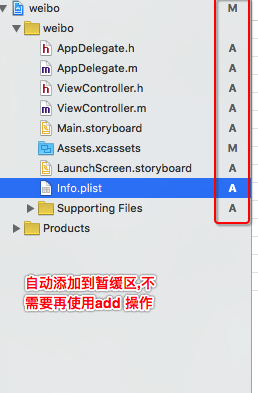 weibo M
weibo
AppDelegate.h A
AppDelegate.m A
ViewController.h A
ViewController.m A
Main.storyboard A
Assets.xcassets M
LaunchScreen.storyboard A
Info.plist A
Supporting Files A
Products
自动添加到暂缓区,不
需要再使用add 操作